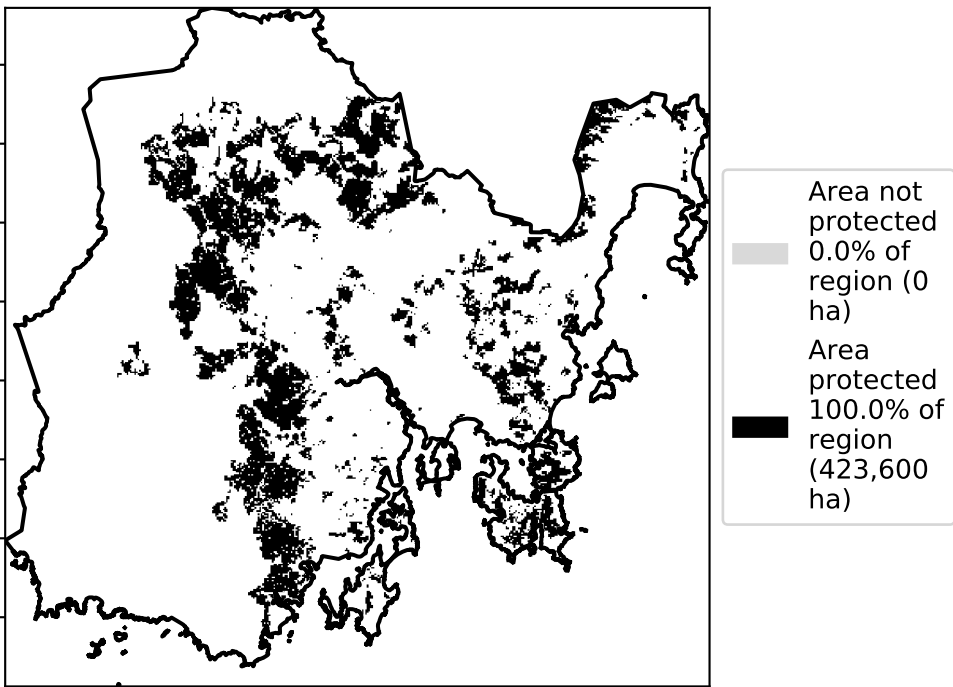 Area not
protected
0.0% of
region (0
ha)
Area
protected
100.0% of
region
(423,600
ha)